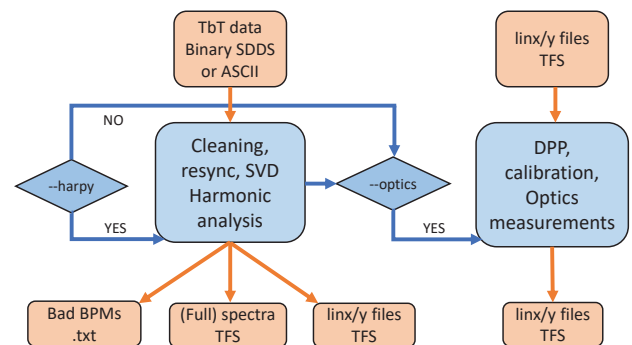 TbT data
Binary SDDS
or ASCII
linx/y files
TFS
NO
--harpy
YES
Cleaning,
resync, SVD
Harmonic
analysis
--optics
YES
DPP,
calibration,
Optics
measurements
Bad BPMs
.txt
(Full) spectra
TFS
linx/y files
TFS
linx/y files
TFS